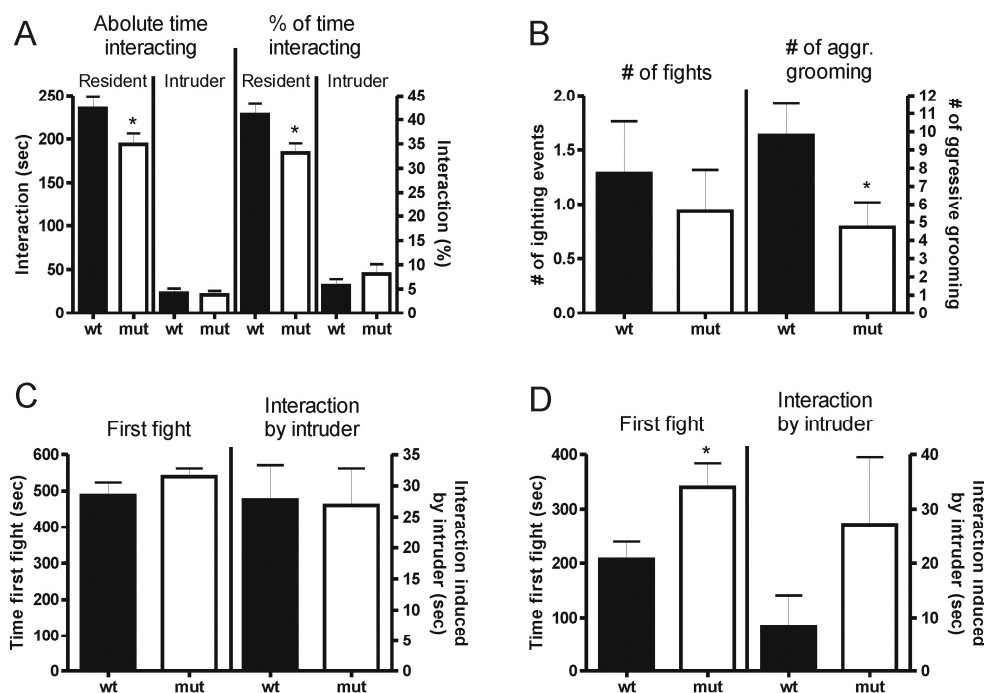 A
Abolute time
interacting
% of time
interacting
Resident
Intruder
Resident
Intruder
Interaction (sec)
250
200
150
100
50
0
45
40
35
30
25
20
15
10
5
0
Interaction (%)
*
*
wt
mut
wt
mut
wt
mut
wt
mut
B
# of fights
# of aggr.
grooming
# of ighting events
2.0
1.5
1.0
0.5
0.0
12
11
10
9
8
7
6
5
4
3
2
1
0
# of ggressive grooming
*
wt
mut
wt
mut
C
First fight
Interaction
by intruder
Time first fight (sec)
600
500
400
300
200
100
0
35
30
25
20
15
10
5
0
Interaction induced
by intruder (sec)
wt
mut
wt
mut
D
First fight
Interaction
by intruder
Time first fight (sec)
400
300
200
100
0
40
30
20
10
0
Interaction induced
by intruder (sec)
*
wt
mut
wt
mut